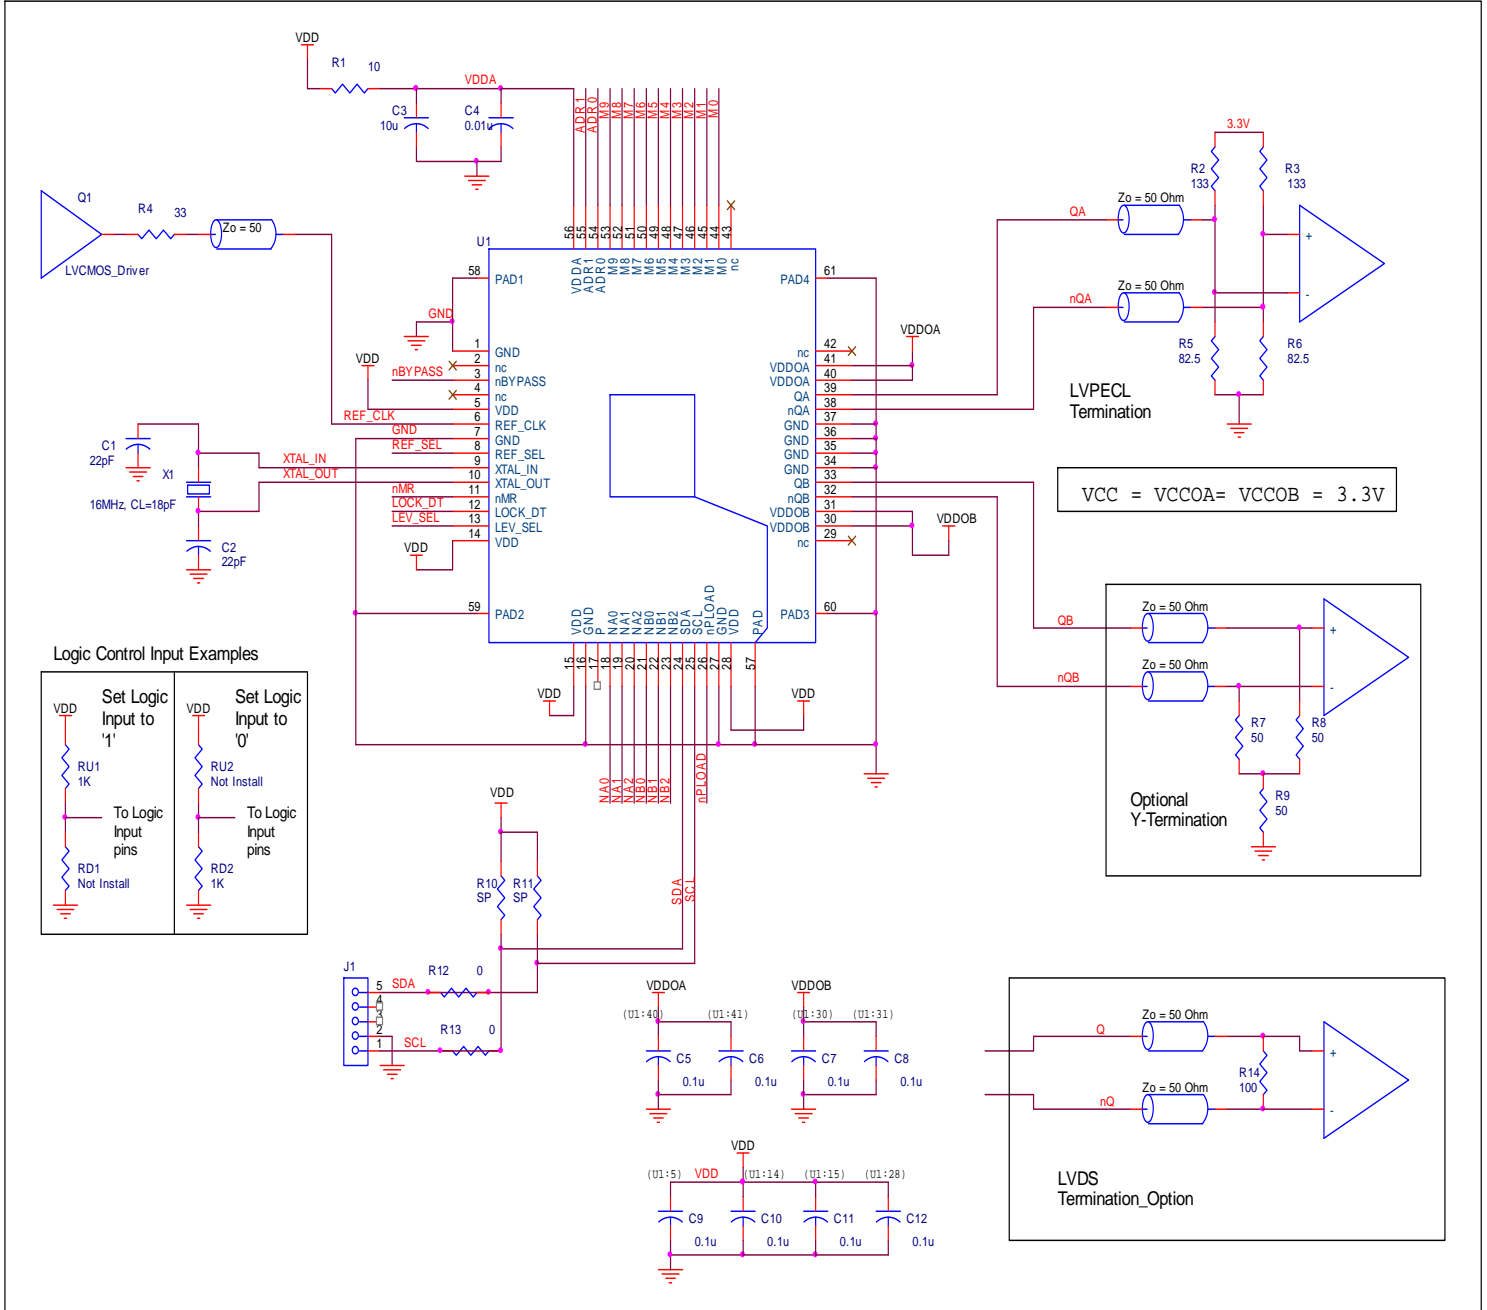 VDD
R1 10
VDDA
C3
10u
C4
0.01u
ADR1
ADR0
M9
M8
M7
M6
M5
M4
M3
M2
M1
M0
Q1
LVCMOS_Driver
R4 33
Zo = 50
U1
56 55 54 53 52 51 50 49 48 47 46 45 44 43
VDDA ADR1 ADR0 M9 M8 M7 M6 M5 M4 M3 M2 M1 M0 nc
58 PAD1
PAD4 61
GND
VDD
nBYPASS
REF_CLK
GND
REF_SEL
XTAL_IN
XTAL_OUT
nMR
LOCK_DT
LEV_SEL
VDD
1 GND
2 nc
3 nBYPASS
4 nc
5 VDD
6 REF_CLK
7 GND
8 REF_SEL
9 XTAL_IN
10 XTAL_OUT
11 nMR
12 LOCK_DT
13 LEV_SEL
14 VDD
59 PAD2
nc 42
VDDOA 41
VDDOA 40
QA 39
nQA 38
GND 37
GND 36
GND 35
GND 34
QB 33
nQB 32
VDDOB 31
VDDOB 30
nc 29
PAD3 60
VDDOA
VDDOB
VDD GND P NA0 NA1 NA2 NB0 NB1 NB2 SDA SCL nPLOAD GND VDD PAD
15 16 17 18 19 20 21 22 23 24 25 26 27 28 57
VDD
VDD
NA0
NA1
NA2
NB0
NB1
NB2
nPLOAD
SDA
SCL
C1
22pF
X1
16MHz, CL=18pF
C2
22pF
Logic Control Input Examples
Set Logic
Input to
'1'
VDD
RU1
1K
To Logic
Input
pins
RD1
Not Install
Set Logic
Input to
'0'
VDD
RU2
Not Install
To Logic
Input
pins
RD2
1K
VDD
R10
SP
R11
SP
J1
5 SDA R12 0
4
3
2
1 SCL R13 0
QA
Zo = 50 Ohm
nQA
Zo = 50 Ohm
3.3V
R2
133
R3
133
+
-
R5
82.5
R6
82.5
LVPECL
Termination
VCC = VCCOA= VCCOB = 3.3V
QB
Zo = 50 Ohm
nQB
Zo = 50 Ohm
+
-
R7
50
R8
50
R9
50
Optional
Y-Termination
Q
Zo = 50 Ohm
nQ
Zo = 50 Ohm
R14
100
+
-
LVDS
Termination_Option
VDDOA
(U1:40) (U1:41)
C5
0.1u
C6
0.1u
VDDOB
(U1:30) (U1:31)
C7
0.1u
C8
0.1u
VDD
(U1:5) VDD (U1:14) (U1:15) (U1:28)
C9
0.1u
C10
0.1u
C11
0.1u
C12
0.1u